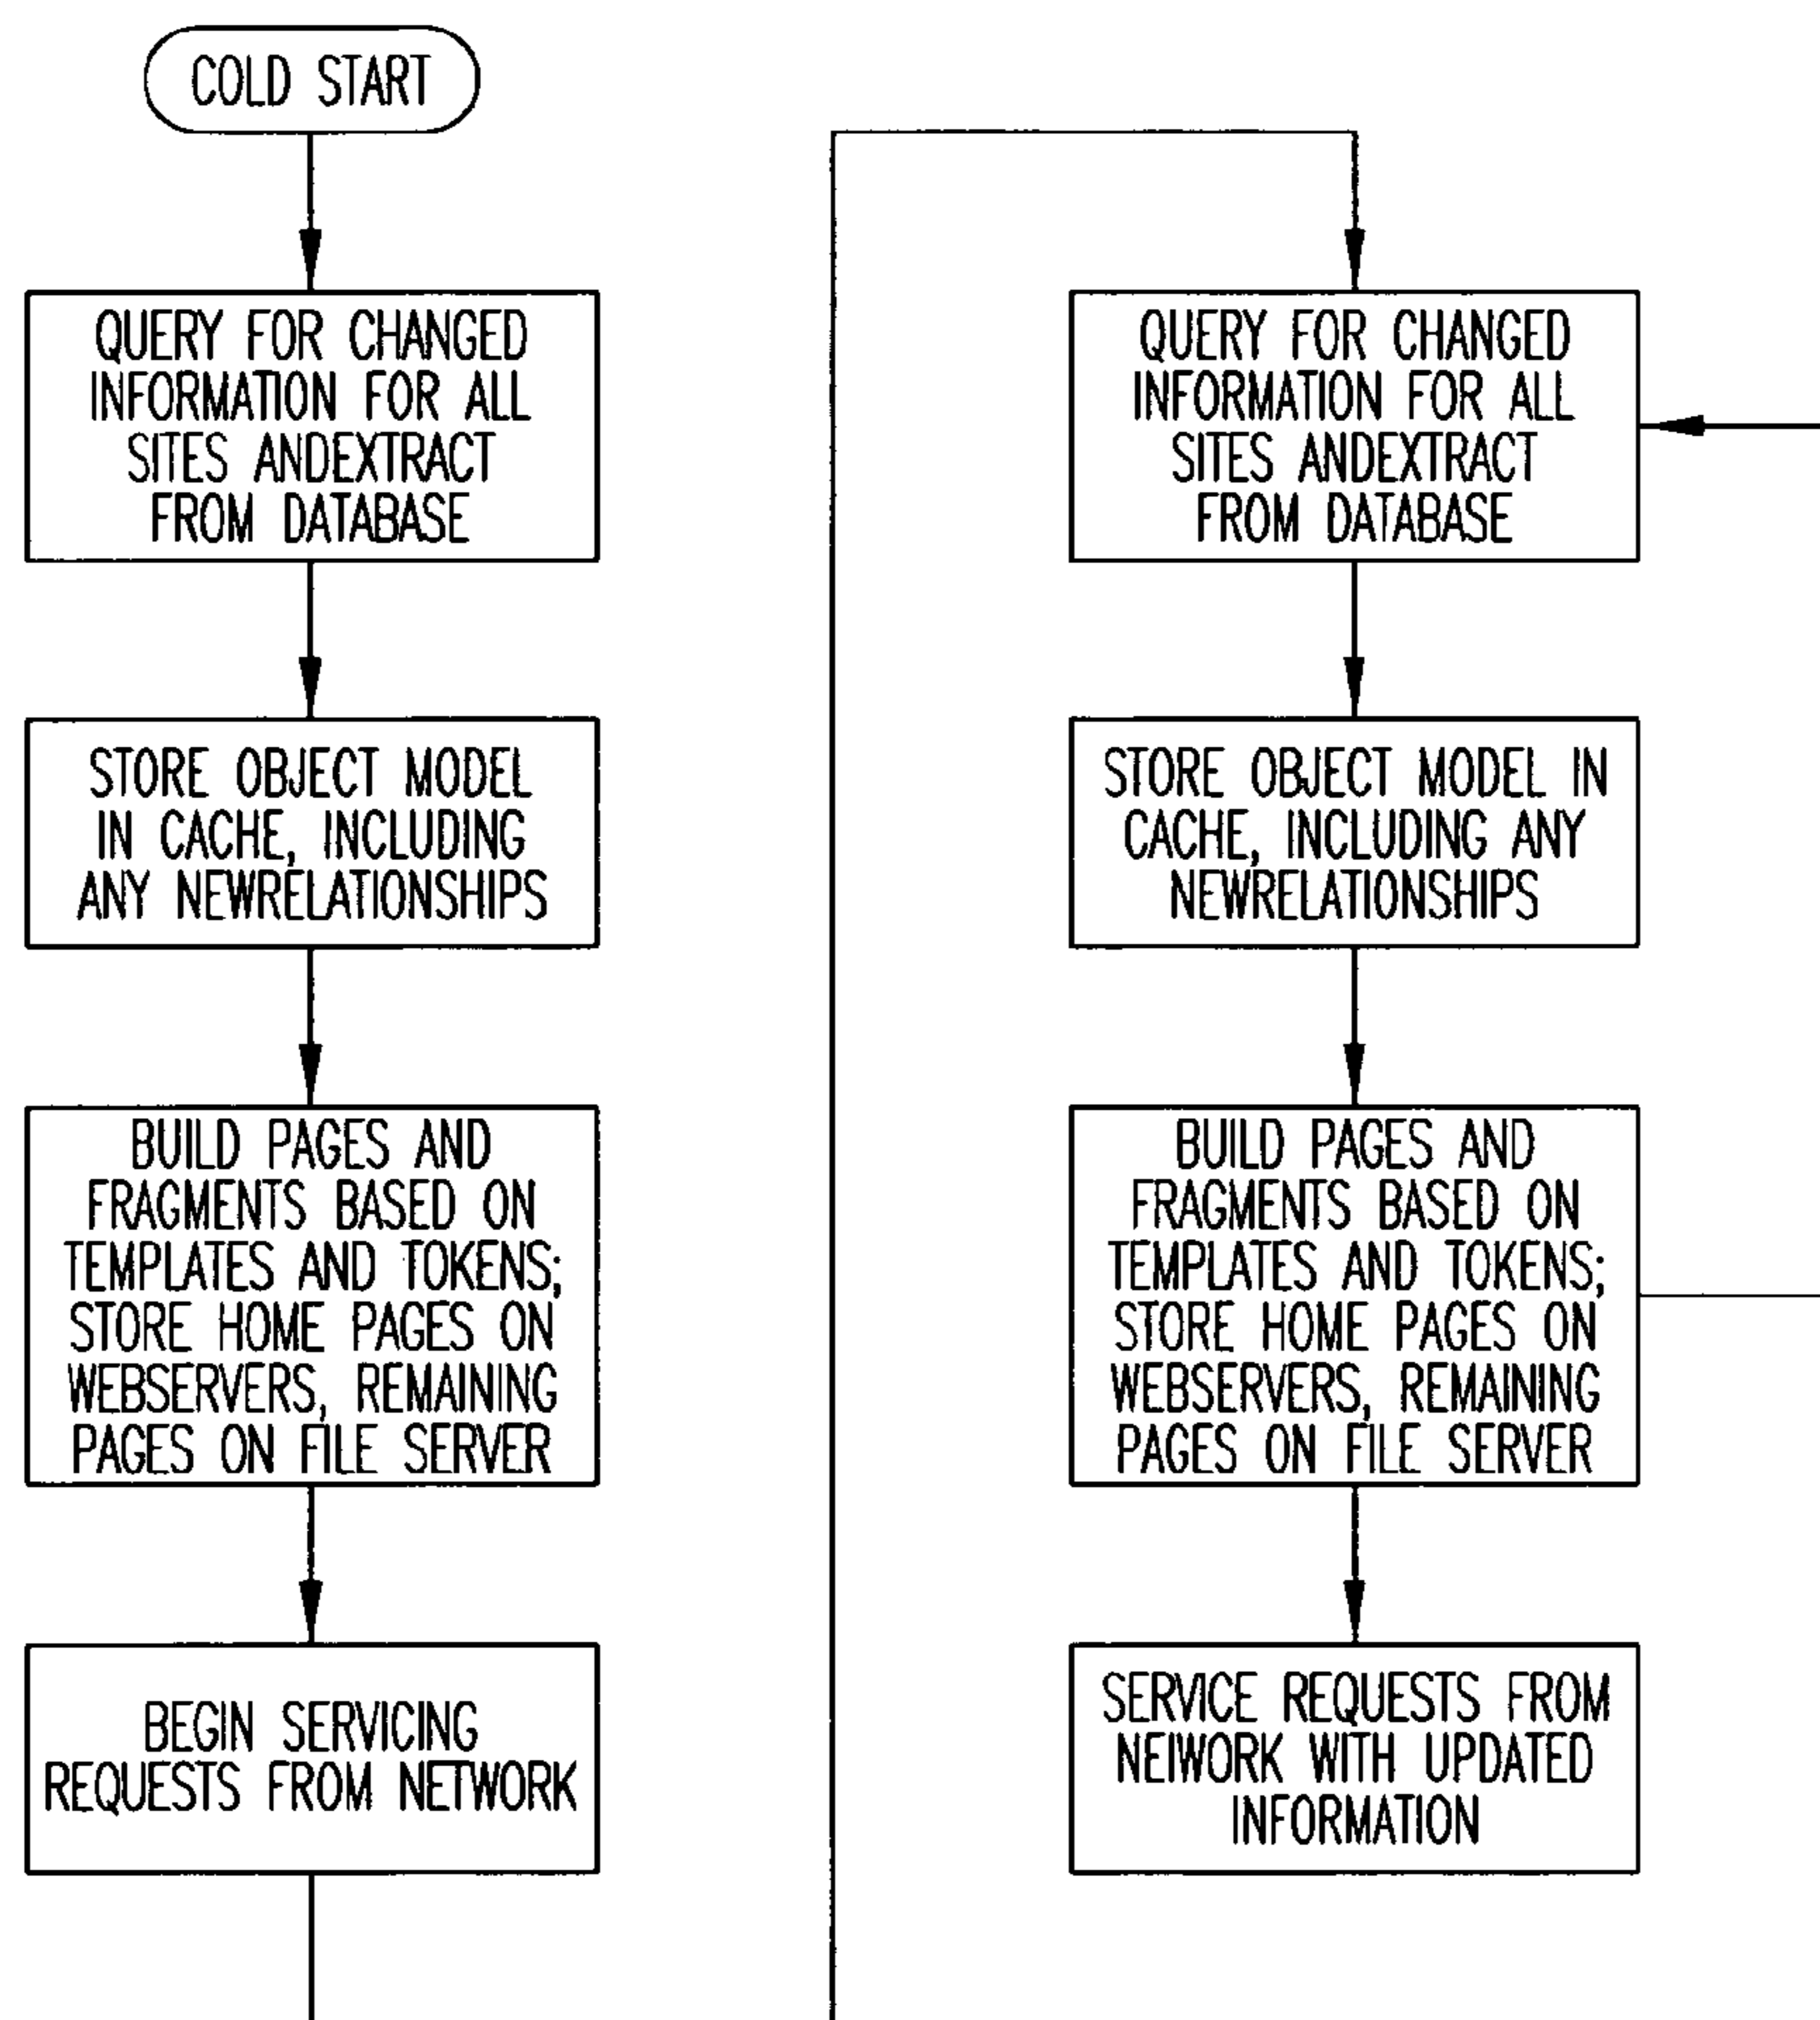 COLD START
QUERY FOR CHANGED
INFORMATION FOR ALL
SITES ANDEXTRACT
FROM DATABASE
STORE OBJECT MODEL
IN CACHE, INCLUDING
ANY NEWRELATIONSHIPS
BUILD PAGES AND
FRAGMENTS BASED ON
TEMPLATES AND TOKENS;
STORE HOME PAGES ON
WEBSERVERS, REMAINING
PAGES ON FILE SERVER
BEGIN SERVICING
REQUESTS FROM NETWORK
QUERY FOR CHANGED
INFORMATION FOR ALL
SITES ANDEXTRACT
FROM DATABASE
STORE OBJECT MODEL IN
CACHE, INCLUDING ANY
NEWRELATIONSHIPS
BUILD PAGES AND
FRAGMENTS BASED ON
TEMPLATES AND TOKENS;
STORE HOME PAGES ON
WEBSERVERS, REMAINING
PAGES ON FILE SERVER
SERVICE REQUESTS FROM
NEIWORK WITH UPDATED
INFORMATION